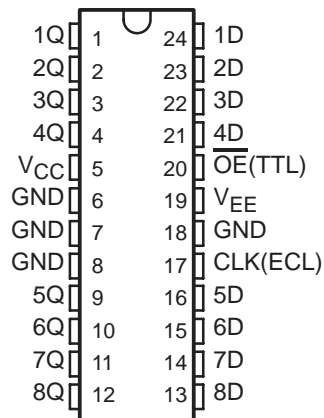 1Q 1 24 1D
2Q 2 23 2D
3Q 3 22 3D
4Q 4 21 4D
VCC 5 20 OE(TTL)
GND 6 19 VEE
GND 7 18 GND
GND 8 17 CLK(ECL)
5Q 9 16 5D
6Q 10 15 6D
7Q 11 14 7D
8Q 12 13 8D